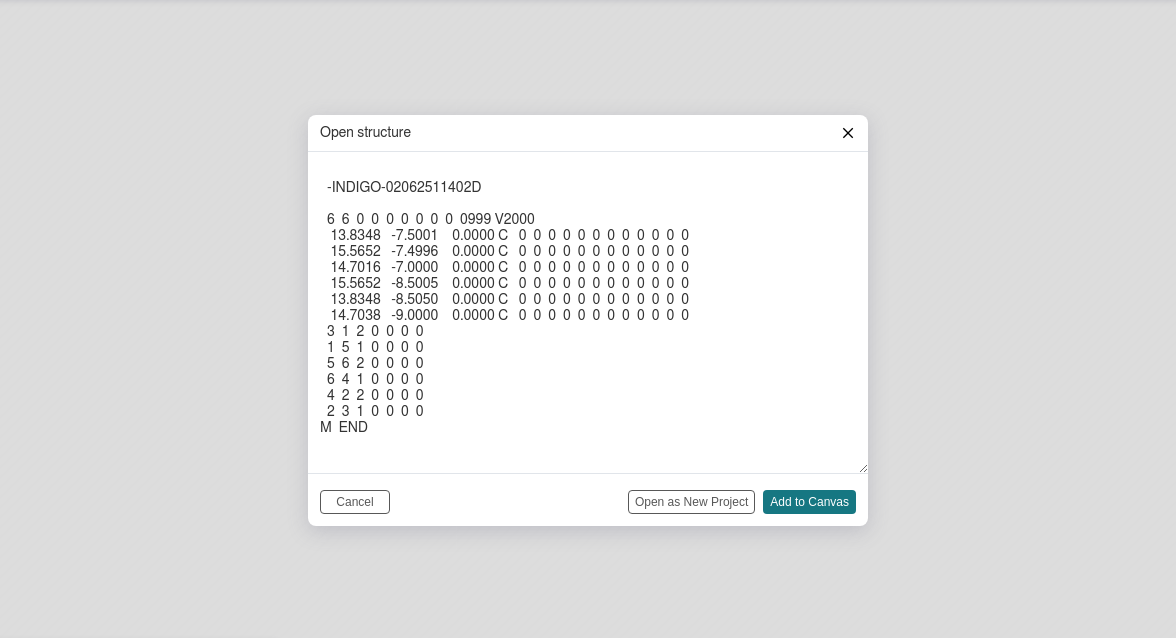 Open structure
-INDIGO-02062511402D
6 6 0 0 0 0 0 0 0 0999 V2000
13.8348 -7.5001 0.0000 C 0 0 0 0 0 0 0 0 0 0 0 0
15.5652 -7.4996 0.0000 C 0 0 0 0 0 0 0 0 0 0 0 0
14.7016 -7.0000 0.0000 C 0 0 0 0 0 0 0 0 0 0 0 0
15.5652 -8.5005 0.0000 C 0 0 0 0 0 0 0 0 0 0 0 0
13.8348 -8.5050 0.0000 C 0 0 0 0 0 0 0 0 0 0 0 0
14.7038 -9.0000 0.0000 C 0 0 0 0 0 0 0 0 0 0 0 0
3 1 2 0 0 0 0
1 5 1 0 0 0 0
5 6 2 0 0 0 0
6 4 1 0 0 0 0
4 2 2 0 0 0 0
2 3 1 0 0 0 0
M END
Cancel
Open as New Project
Add to Canvas